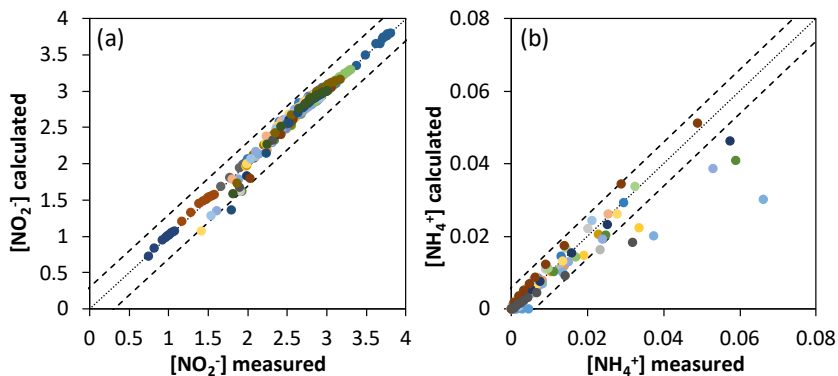 (a)
4
3.5
3
2.5
2
1.5
1
0.5
0
0 0.5 1 1.5 2 2.5 3 3.5 4
[NO₂⁻] calculated
[NO₂⁻] measured
(b)
0.08
0.06
0.04
0.02
0
0 0.02 0.04 0.06 0.08
[NH₄⁺] calculated
[NH₄⁺] measured